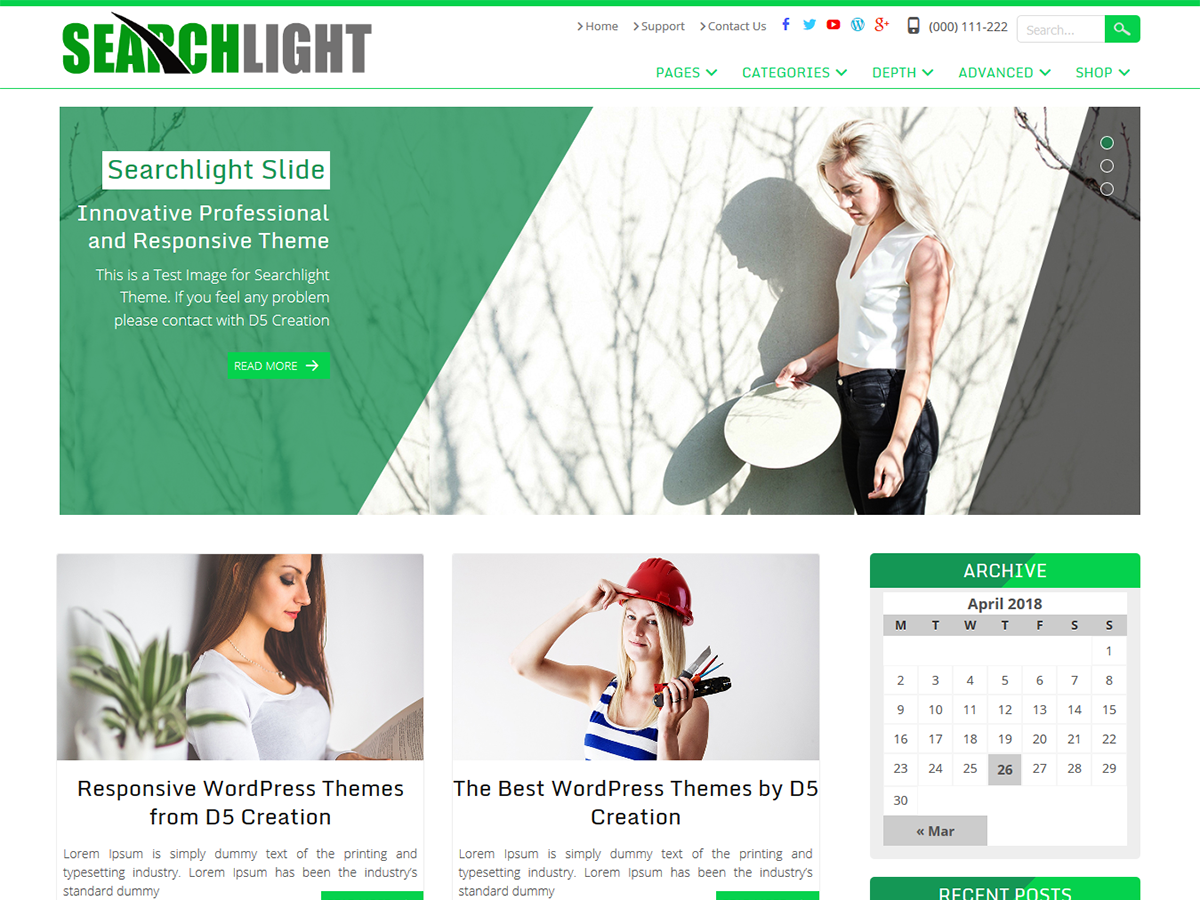 SEARCHLIGHT
Home Support Contact Us (000) 111-222 Search...
PAGES CATEGORIES DEPTH ADVANCED SHOP
Searchlight Slide
Innovative Professional
and Responsive Theme
This is a Test Image for Searchlight
Theme. If you feel any problem
please contact with D5 Creation
READ MORE
Responsive WordPress Themes
from D5 Creation
Lorem Ipsum is simply dummy text of the printing and
typesetting industry. Lorem Ipsum has been the industry's
standard dummy
The Best WordPress Themes by D5
Creation
Lorem Ipsum is simply dummy text of the printing and
typesetting industry. Lorem Ipsum has been the industry's
standard dummy
ARCHIVE
April 2018
M T W T F S S
1
2 3 4 5 6 7 8
9 10 11 12 13 14 15
16 17 18 19 20 21 22
23 24 25 26 27 28 29
30
« Mar
RECENT POSTS